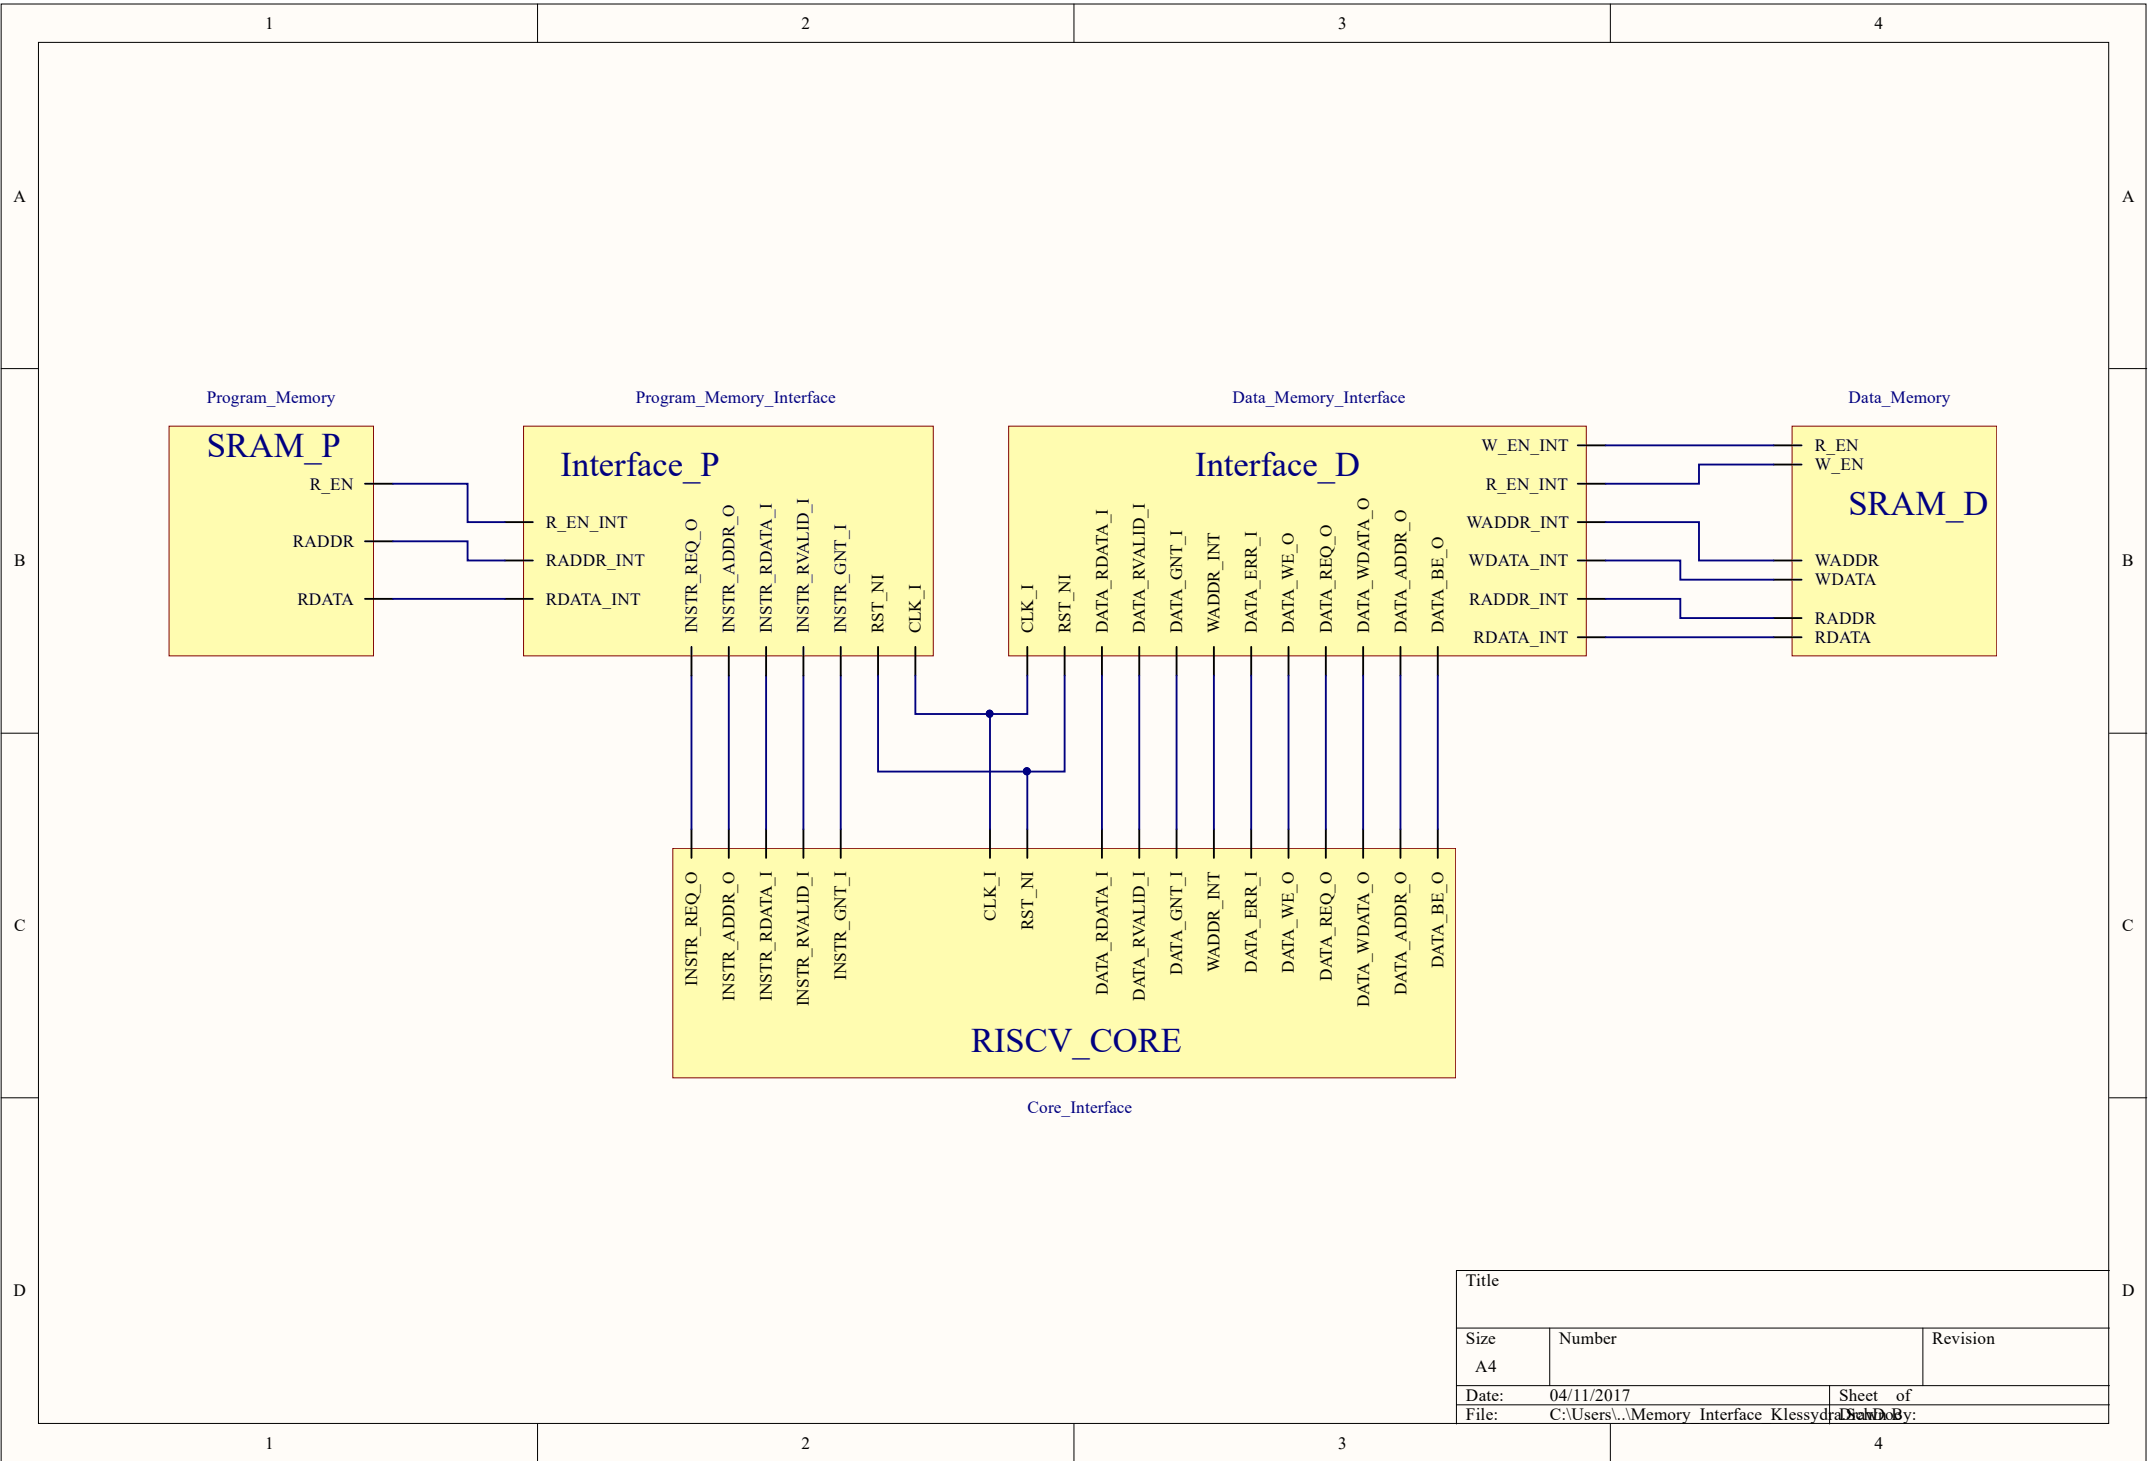 1 2 3 4
A A
Program_Memory Program_Memory_Interface Data_Memory_Interface Data_Memory
SRAM_P
R_EN
RADDR
RDATA
Interface_P
R_EN_INT
RADDR_INT
RDATA_INT
INSTR_REQ_O
INSTR_ADDR_O
INSTR_RDATA_I
INSTR_RVALID_I
INSTR_GNT_I
RST_NI
CLK_I
Interface_D
CLK_I
RST_NI
DATA_RDATA_I
DATA_RVALID_I
DATA_GNT_I
WADDR_INT
DATA_ERR_I
DATA_WE_O
DATA_REQ_O
DATA_WDATA_O
DATA_ADDR_O
DATA_BE_O
W_EN_INT
R_EN_INT
WADDR_INT
WDATA_INT
RADDR_INT
RDATA_INT
R_EN
W_EN
SRAM_D
WADDR
WDATA
RADDR
RDATA
B B
INSTR_REQ_O
INSTR_ADDR_O
INSTR_RDATA_I
INSTR_RVALID_I
INSTR_GNT_I
CLK_I
RST_NI
DATA_RDATA_I
DATA_RVALID_I
DATA_GNT_I
WADDR_INT
DATA_ERR_I
DATA_WE_O
DATA_REQ_O
DATA_WDATA_O
DATA_ADDR_O
DATA_BE_O
RISCV_CORE
Core_Interface
C C
D D
Title
Size Number Revision
A4
Date: 04/11/2017 Sheet of
File: C:\Users\..\Memory_Interface_Klessydra.SchDoc Drawn By:
1 2 3 4